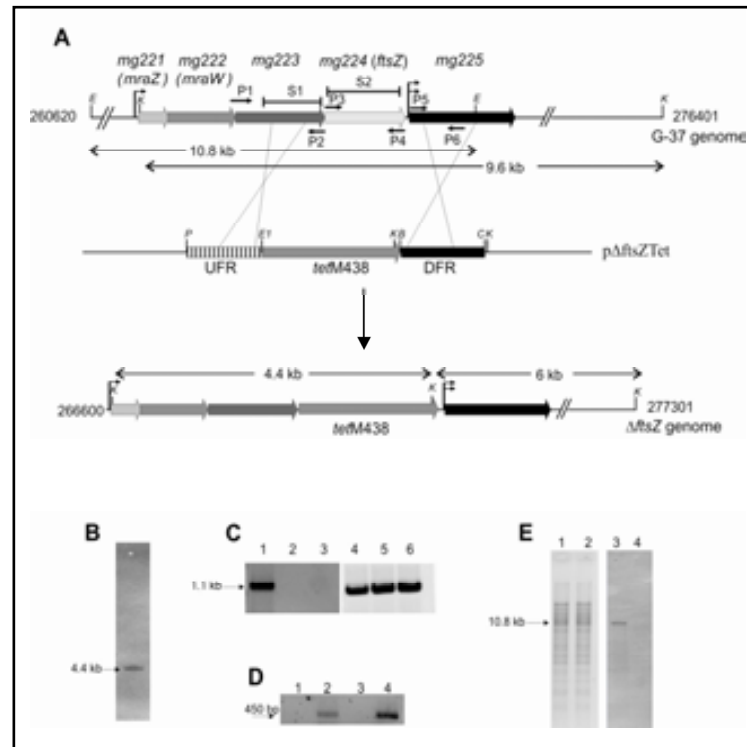 A
mg221 mg222 mg223 mg224 (ftsZ) mg225
(mraZ) (mraW)
P1 S1 S2
E K P3 P5 E K
260620 276401
P2 P4 P6 G-37 genome
10.8 kb
9.6 kb
P E1 KB CK
pΔftsZTet
UFR tetM438 DFR
4.4 kb 6 kb
K K K
266600 277301
tetM438 ΔftsZ genome
B C E
1 2 3 4 5 6 1 2 3 4
1.1 kb
10.8 kb
4.4 kb
D
1 2 3 4
450 bp